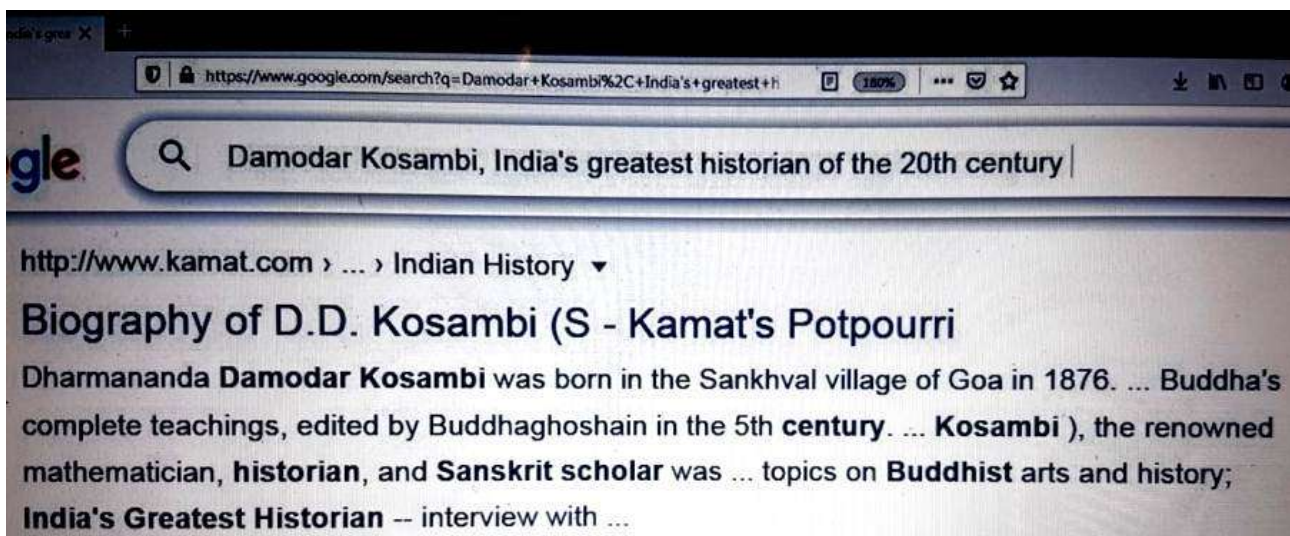 india's grea
https://www.google.com/search?q=Damodar+Kosambi%2C+India's+greatest+h 180%
gle Damodar Kosambi, India's greatest historian of the 20th century
http://www.kamat.com › ... › Indian History
Biography of D.D. Kosambi (S - Kamat's Potpourri
Dharmananda Damodar Kosambi was born in the Sankhval village of Goa in 1876. ... Buddha's
complete teachings, edited by Buddhaghoshain in the 5th century. ... Kosambi ), the renowned
mathematician, historian, and Sanskrit scholar was ... topics on Buddhist arts and history;
India's Greatest Historian -- interview with ...